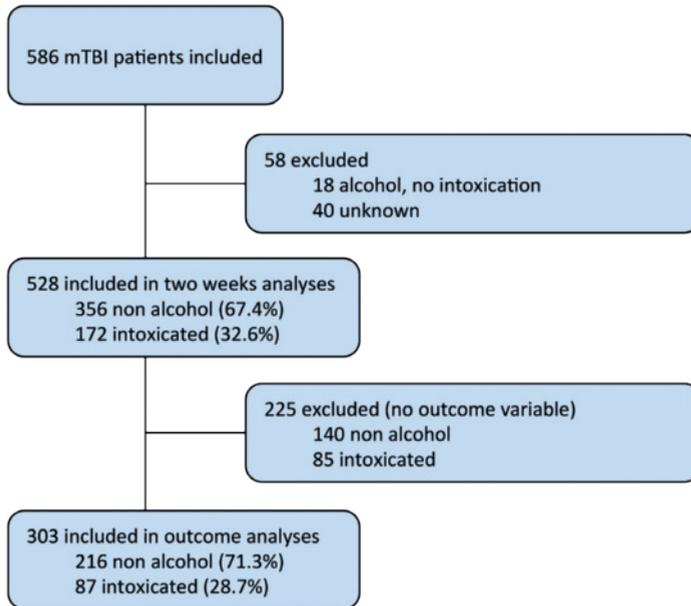 586 mTBI patients included
58 excluded
18 alcohol, no intoxication
40 unknown
528 included in two weeks analyses
356 non alcohol (67.4%)
172 intoxicated (32.6%)
225 excluded (no outcome variable)
140 non alcohol
85 intoxicated
303 included in outcome analyses
216 non alcohol (71.3%)
87 intoxicated (28.7%)